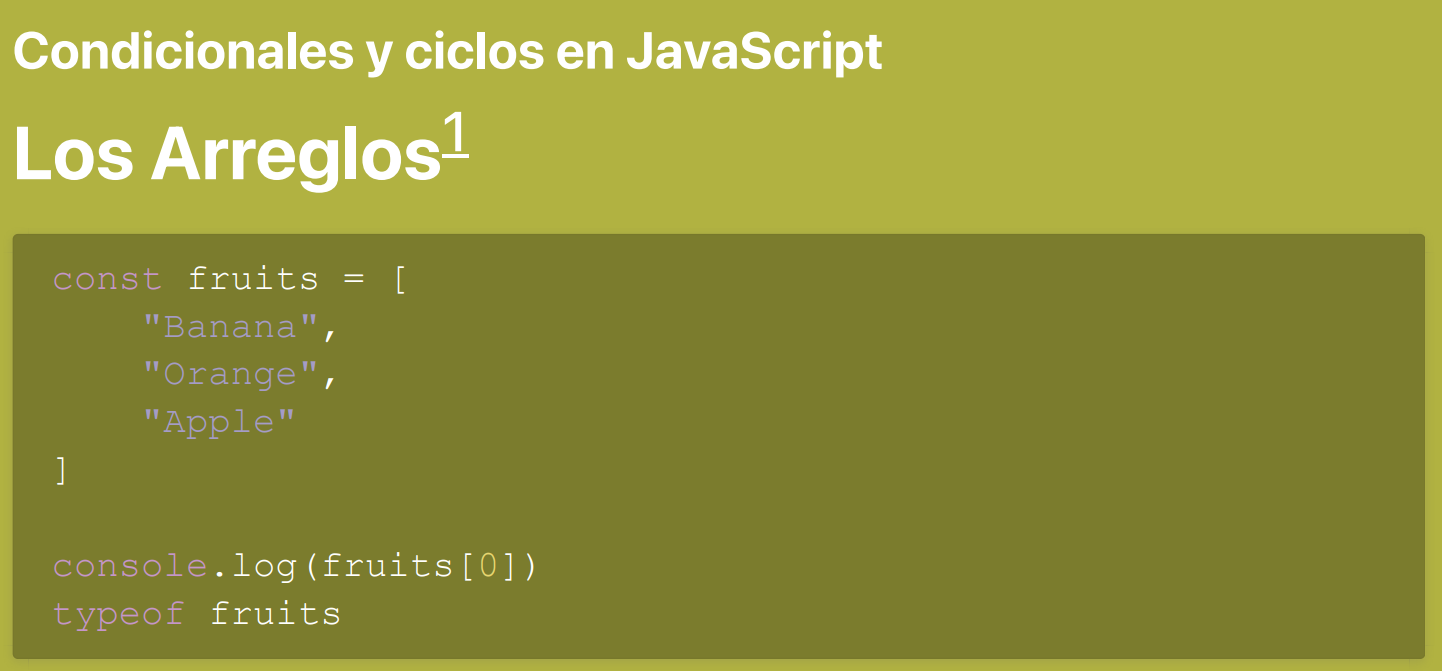 Condicionales y ciclos en JavaScript
Los Arreglos1
const fruits = [
    "Banana",
    "Orange",
    "Apple"
]
console.log(fruits[0])
typeof fruits